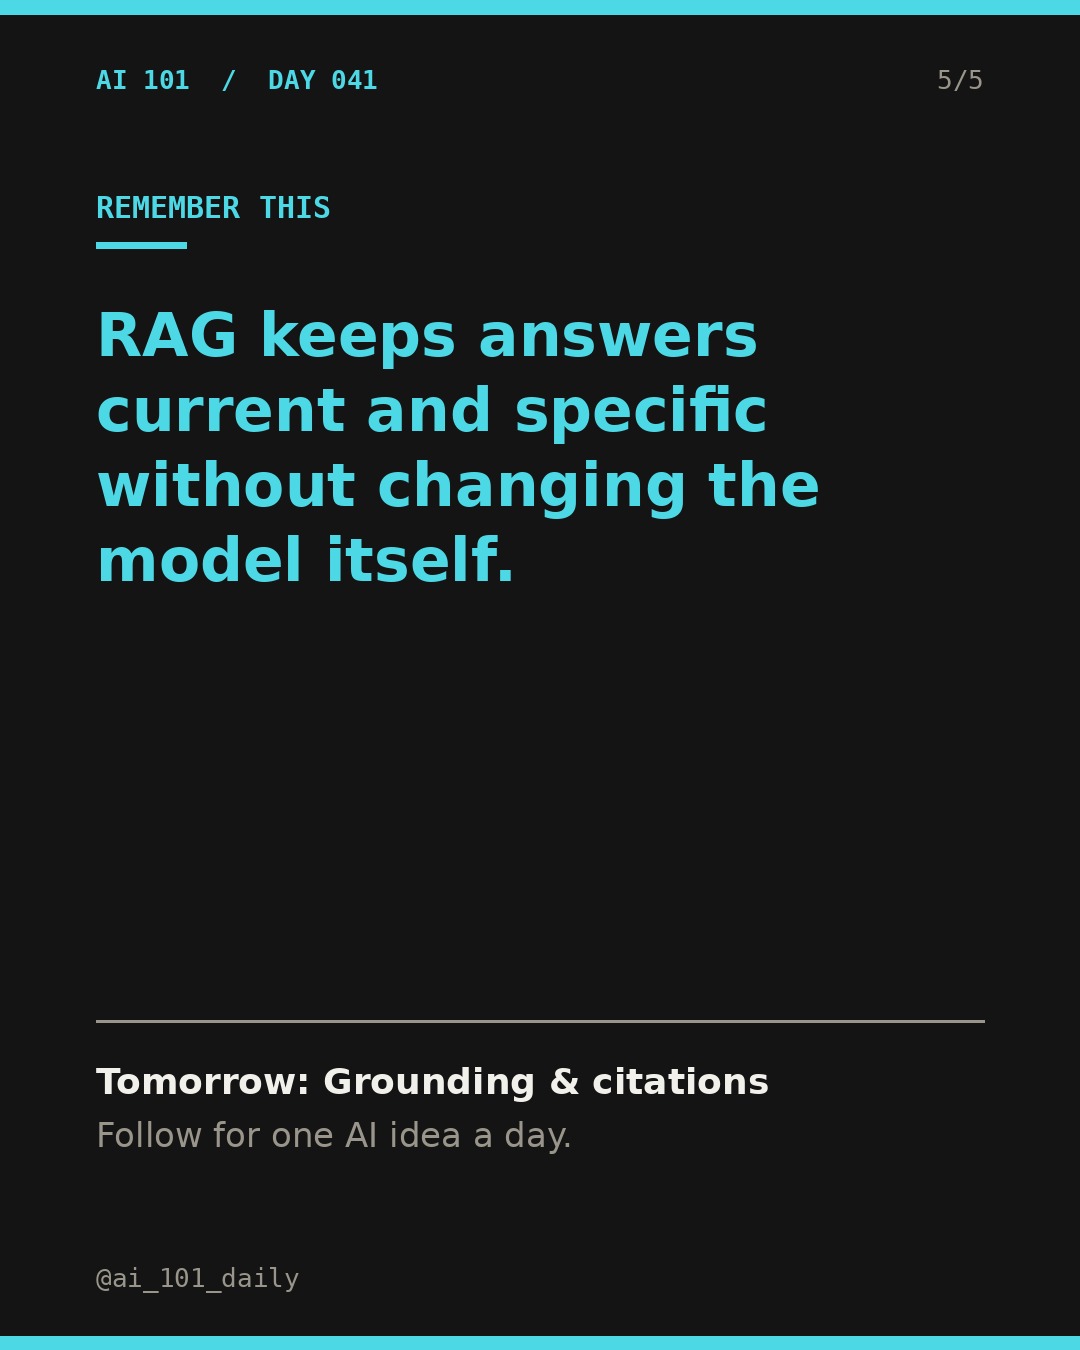 AI 101 / DAY 041
5/5
REMEMBER THIS
RAG keeps answers
current and specific
without changing the
model itself.
Tomorrow: Grounding & citations
Follow for one AI idea a day.
@ai_101_daily